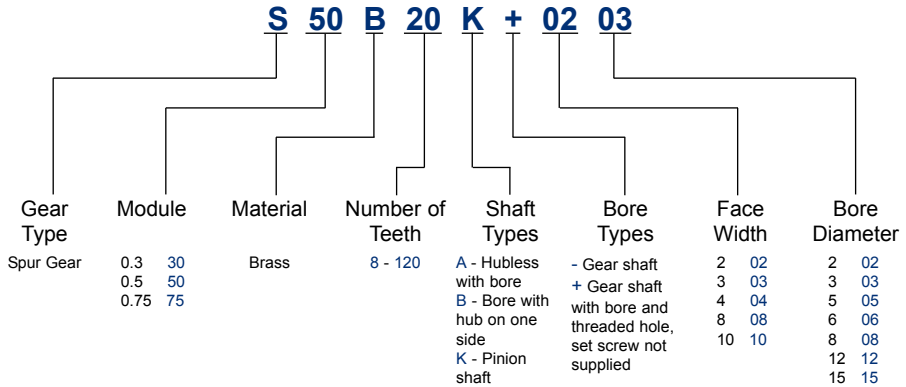 S 50 B 20 K + 02 03
Gear Type
Spur Gear
Module
0.3 30
0.5 50
0.75 75
Material
Brass
Number of
Teeth
8 - 120
Shaft
Types
A - Hubless
with bore
B - Bore with
hub on one
side
K - Pinion
shaft
Bore
Types
- Gear shaft
+ Gear shaft
with bore and
threaded hole,
set screw not
supplied
Face
Width
2 02
3 03
4 04
8 08
10 10
Bore
Diameter
2 02
3 03
5 05
6 06
8 08
12 12
15 15